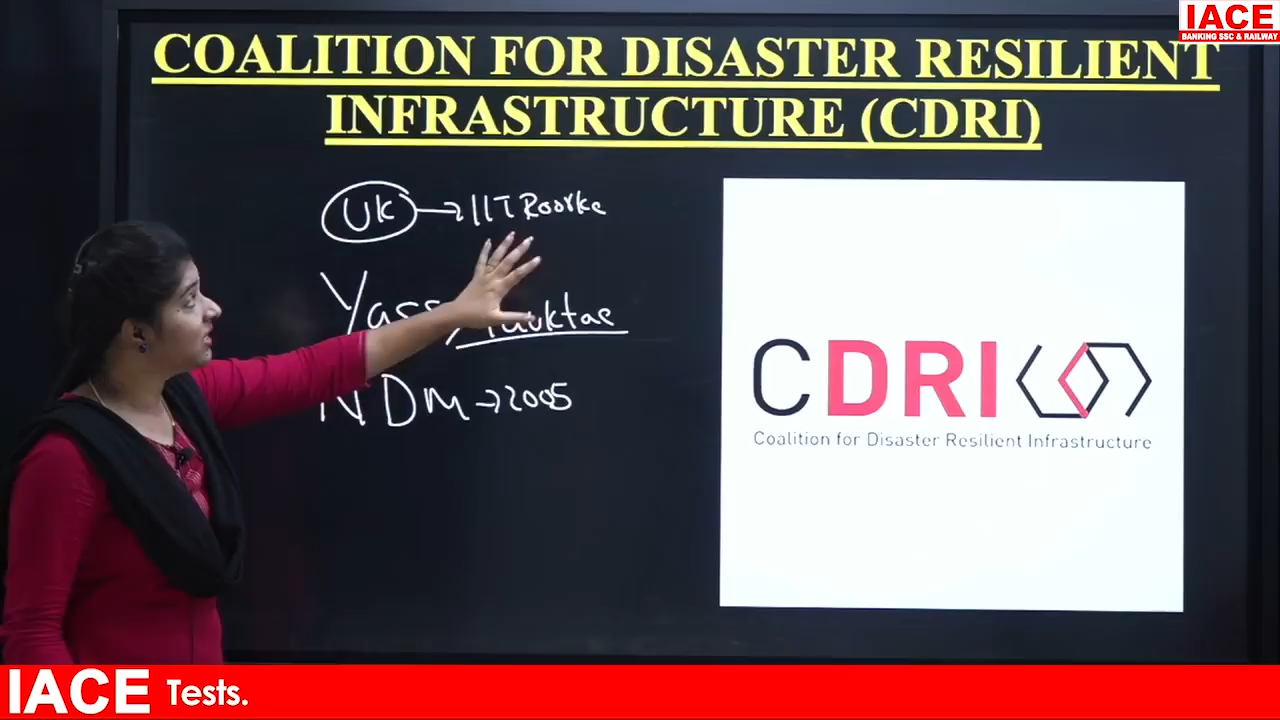 IACE
BANKING SSC & RAILWAY
COALITION FOR DISASTER RESILIENT
INFRASTRUCTURE (CDRI)
UK → IIT Roorke
Tauktae
NDM → 2005
CDRI
Coalition for Disaster Resilient Infrastructure
IACE Tests.